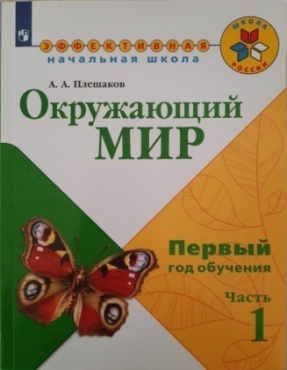 ЭФФЕКТИВНАЯ
начальная школа
ШКОЛА
РОССИИ
А. А. Плешаков
Окружающий
МИР
Первый
год обучения
Часть
1